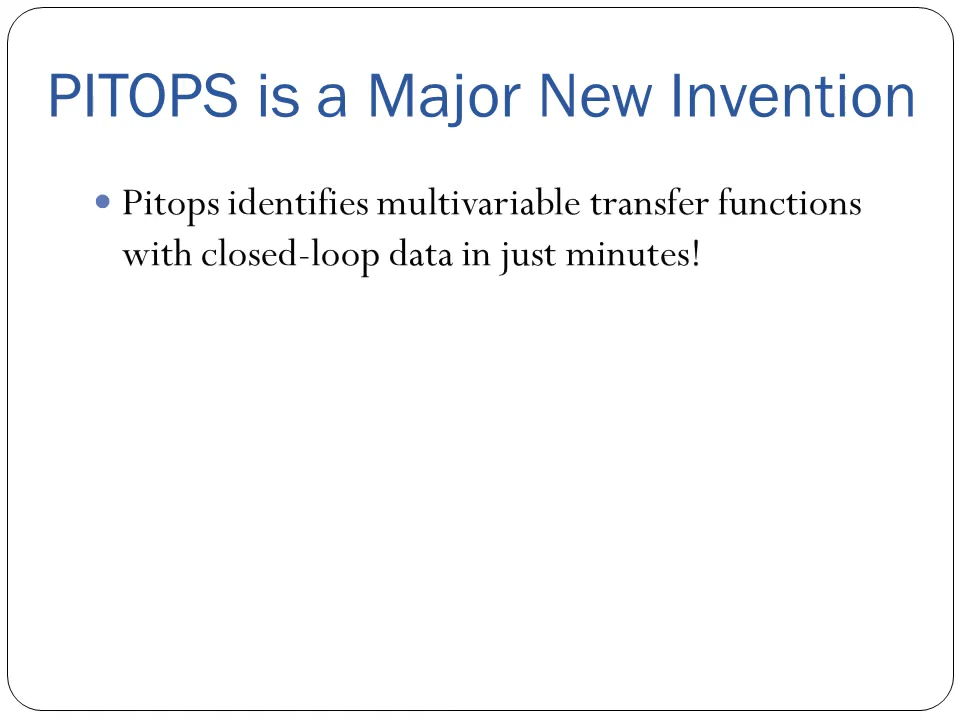 PITOPS is a Major New Invention
• Pitops identifies multivariable transfer functions
with closed-loop data in just minutes!